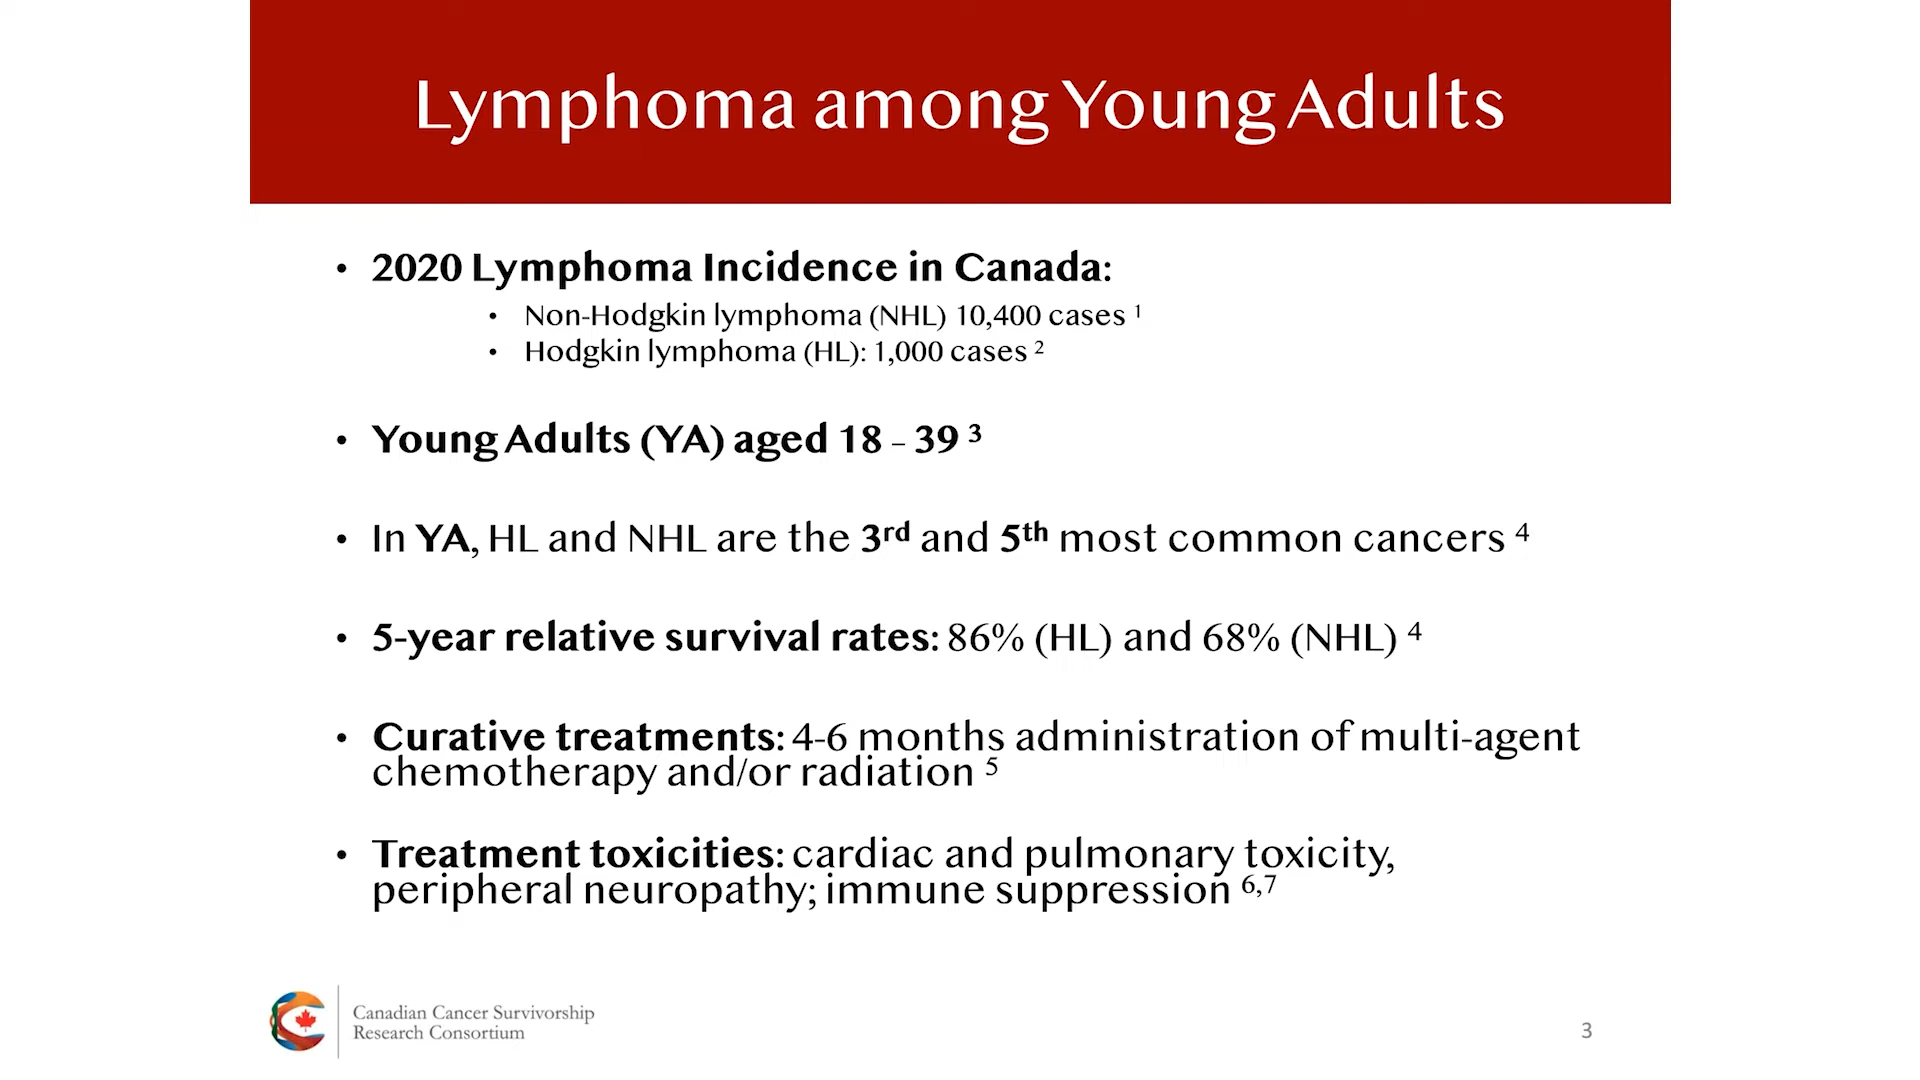 Lymphoma among Young Adults
• 2020 Lymphoma Incidence in Canada:
• Non-Hodgkin lymphoma (NHL) 10,400 cases ¹
• Hodgkin lymphoma (HL): 1,000 cases ²
• Young Adults (YA) aged 18 – 39 ³
• In YA, HL and NHL are the 3rd and 5th most common cancers ⁴
• 5-year relative survival rates: 86% (HL) and 68% (NHL) ⁴
• Curative treatments: 4-6 months administration of multi-agent
chemotherapy and/or radiation ⁵
• Treatment toxicities: cardiac and pulmonary toxicity,
peripheral neuropathy; immune suppression ⁶,⁷
Canadian Cancer Survivorship
Research Consortium
3